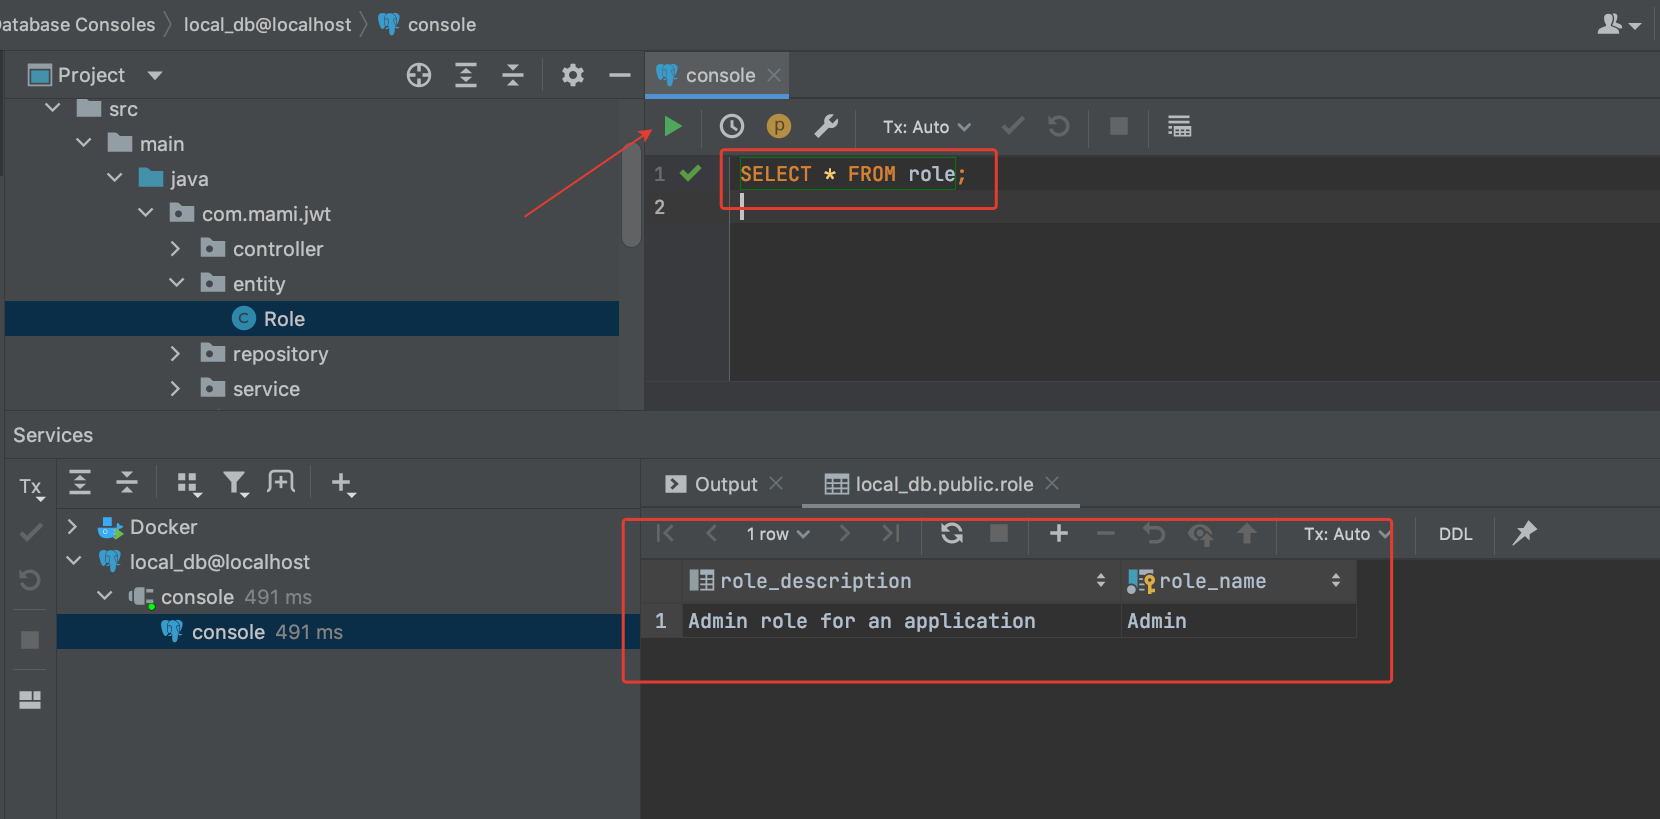 atabase Consoles local_db@localhost console
Project
src
main
java
com.mami.jwt
controller
entity
C Role
repository
service
console
p Tx: Auto
1 SELECT * FROM role;
2
Services
Tx
Docker
local_db@localhost
console 491 ms
console 491 ms
Output local_db.public.role
1 row Tx: Auto DDL
role_description role_name
1 Admin role for an application Admin